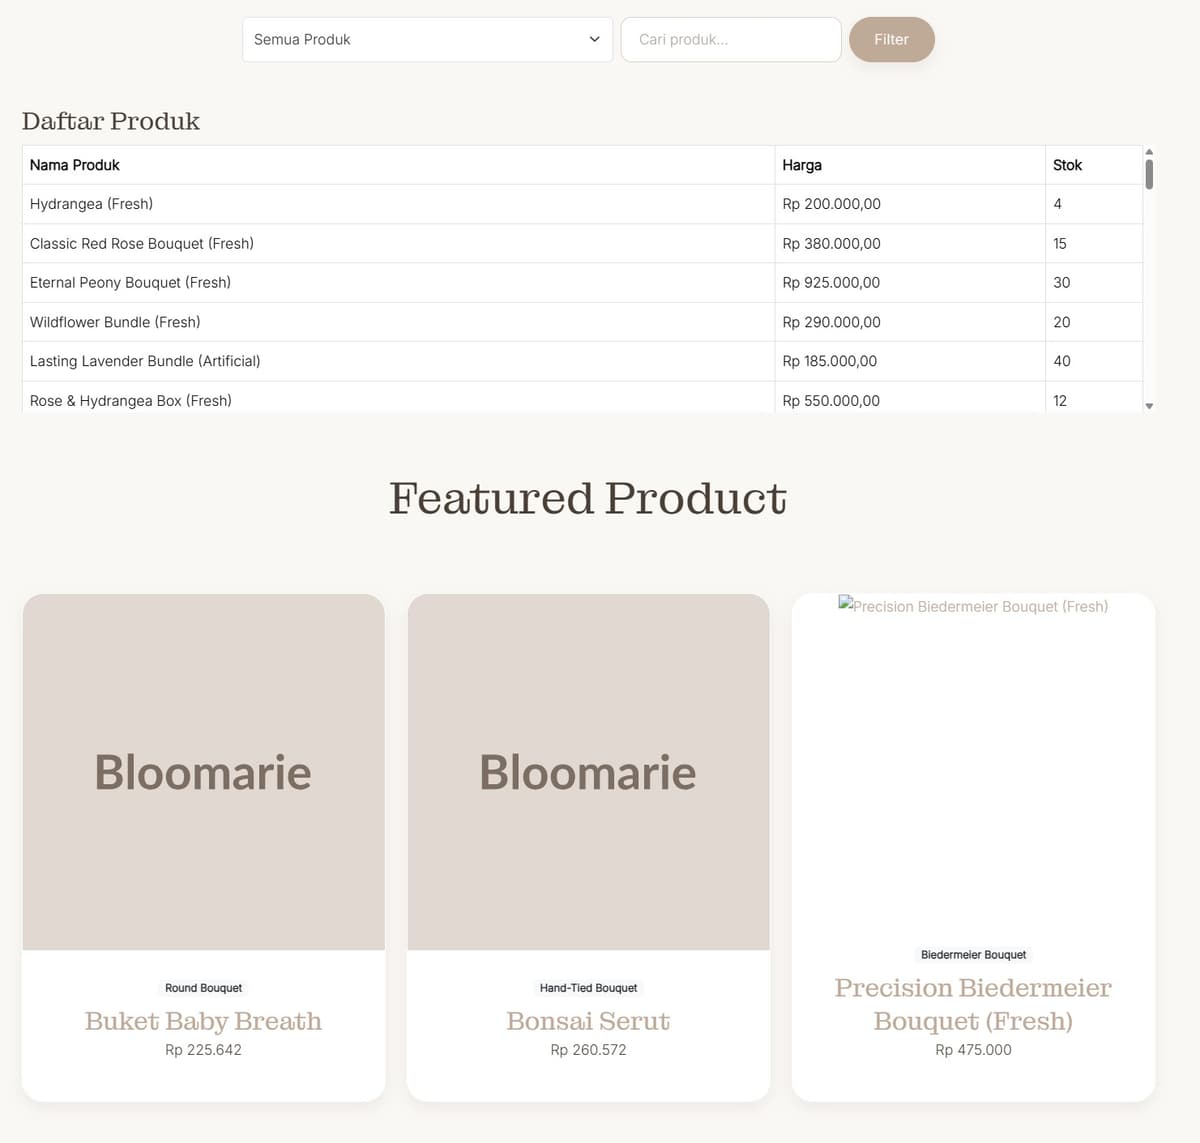 Semua Produk
Cari produk...
Filter
Daftar Produk
Nama Produk Harga Stok
Hydrangea (Fresh) Rp 200.000,00 4
Classic Red Rose Bouquet (Fresh) Rp 380.000,00 15
Eternal Peony Bouquet (Fresh) Rp 925.000,00 30
Wildflower Bundle (Fresh) Rp 290.000,00 20
Lasting Lavender Bundle (Artificial) Rp 185.000,00 40
Rose & Hydrangea Box (Fresh) Rp 550.000,00 12
Featured Product
Bloomarie
Round Bouquet
Buket Baby Breath
Rp 225.642
Bloomarie
Hand-Tied Bouquet
Bonsai Serut
Rp 260.572
Precision Biedermeier Bouquet (Fresh)
Biedermeier Bouquet
Precision Biedermeier
Bouquet (Fresh)
Rp 475.000